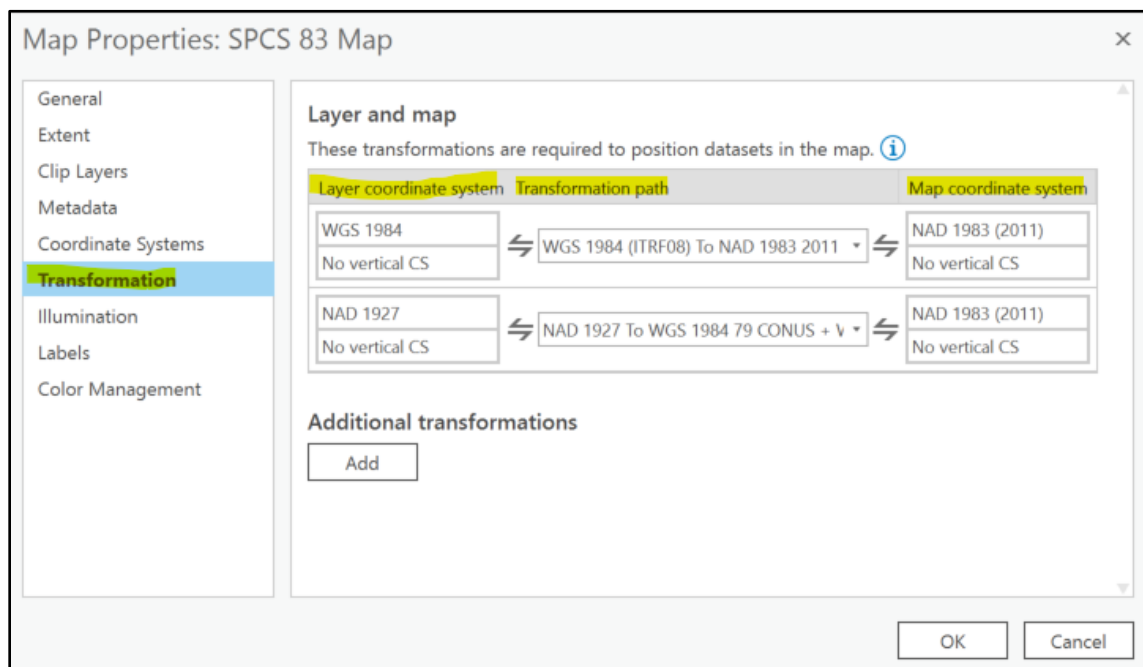 Map Properties: SPCS 83 Map
General
Extent
Clip Layers
Metadata
Coordinate Systems
Transformation
Illumination
Labels
Color Management
Layer and map
These transformations are required to position datasets in the map.
Layer coordinate system Transformation path Map coordinate system
WGS 1984
No vertical CS
WGS 1984 (ITRF08) To NAD 1983 2011
NAD 1983 (2011)
No vertical CS
NAD 1927
No vertical CS
NAD 1927 To WGS 1984 79 CONUS +
NAD 1983 (2011)
No vertical CS
Additional transformations
Add
OK Cancel